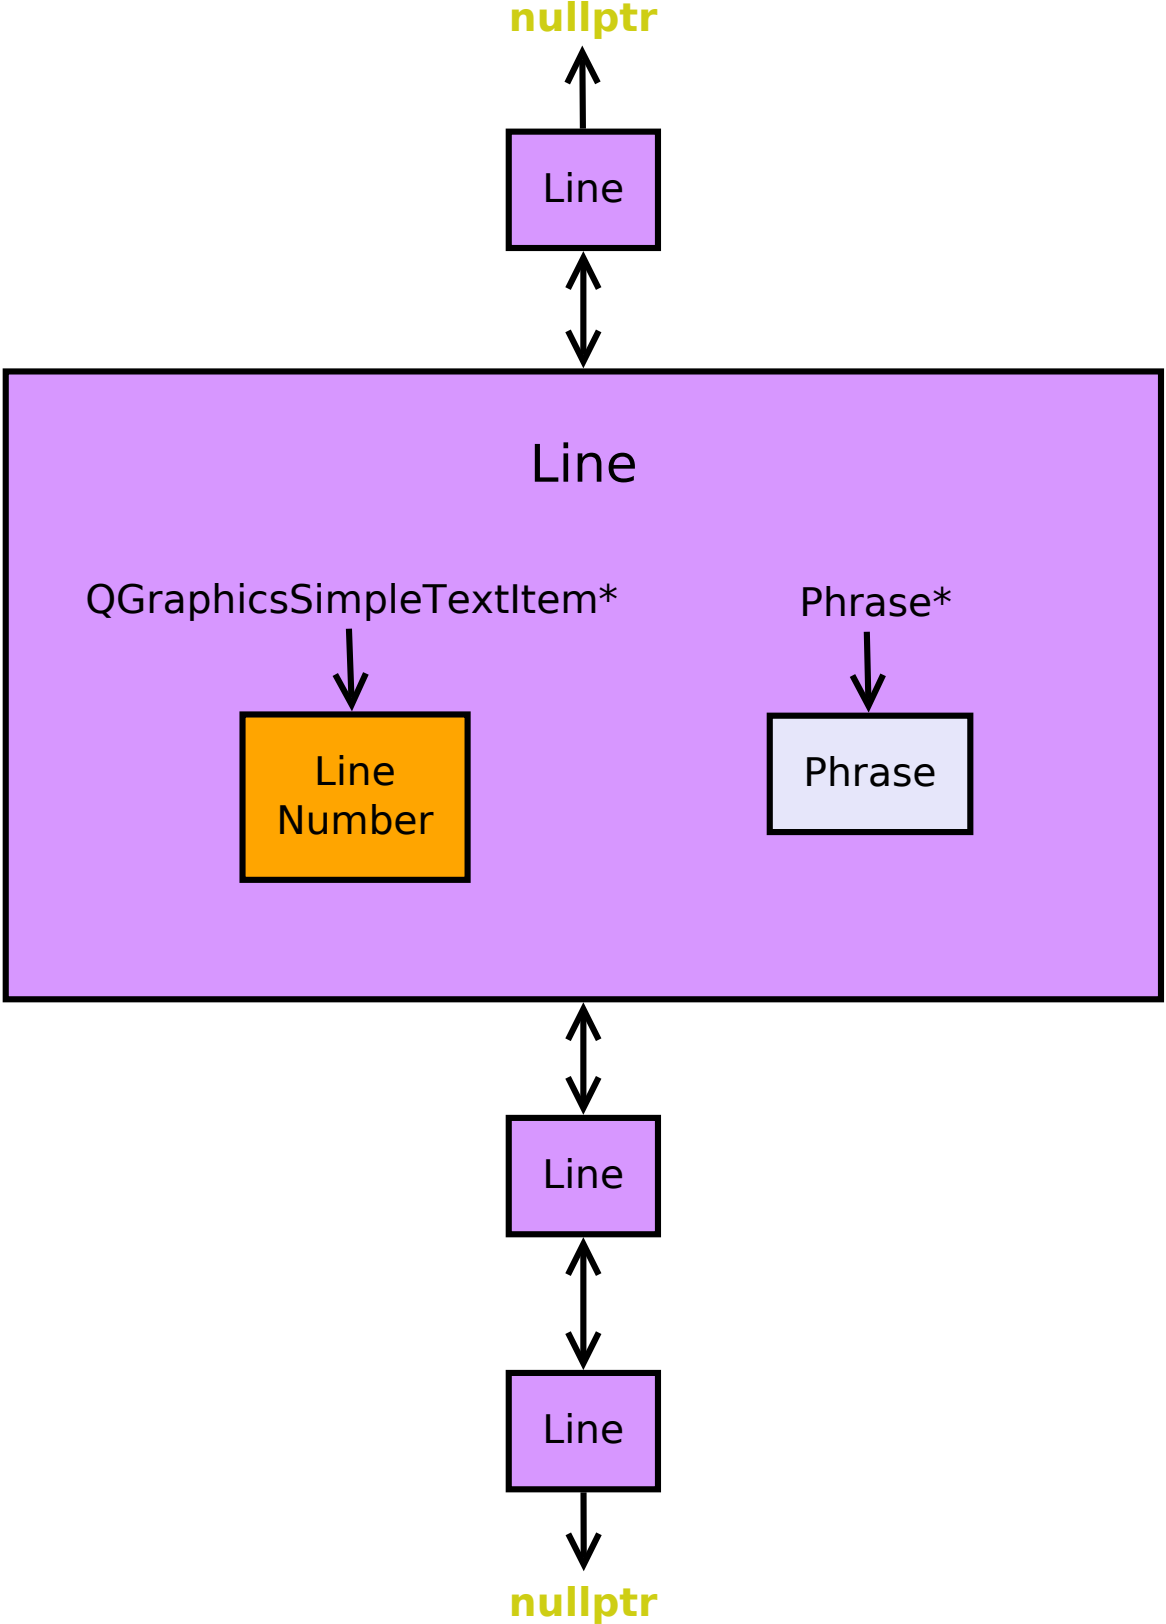 nullptr
Line
Line
QGraphicsSimpleTextItem*
Phrase*
Line
Number
Phrase
Line
Line
nullptr